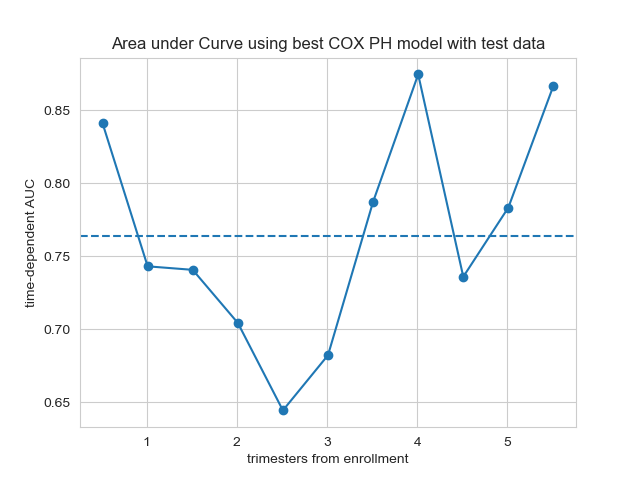 Area under Curve using best COX PH model with test data
time-dependent AUC
0.85
0.80
0.75
0.70
0.65
1 2 3 4 5
trimesters from enrollment